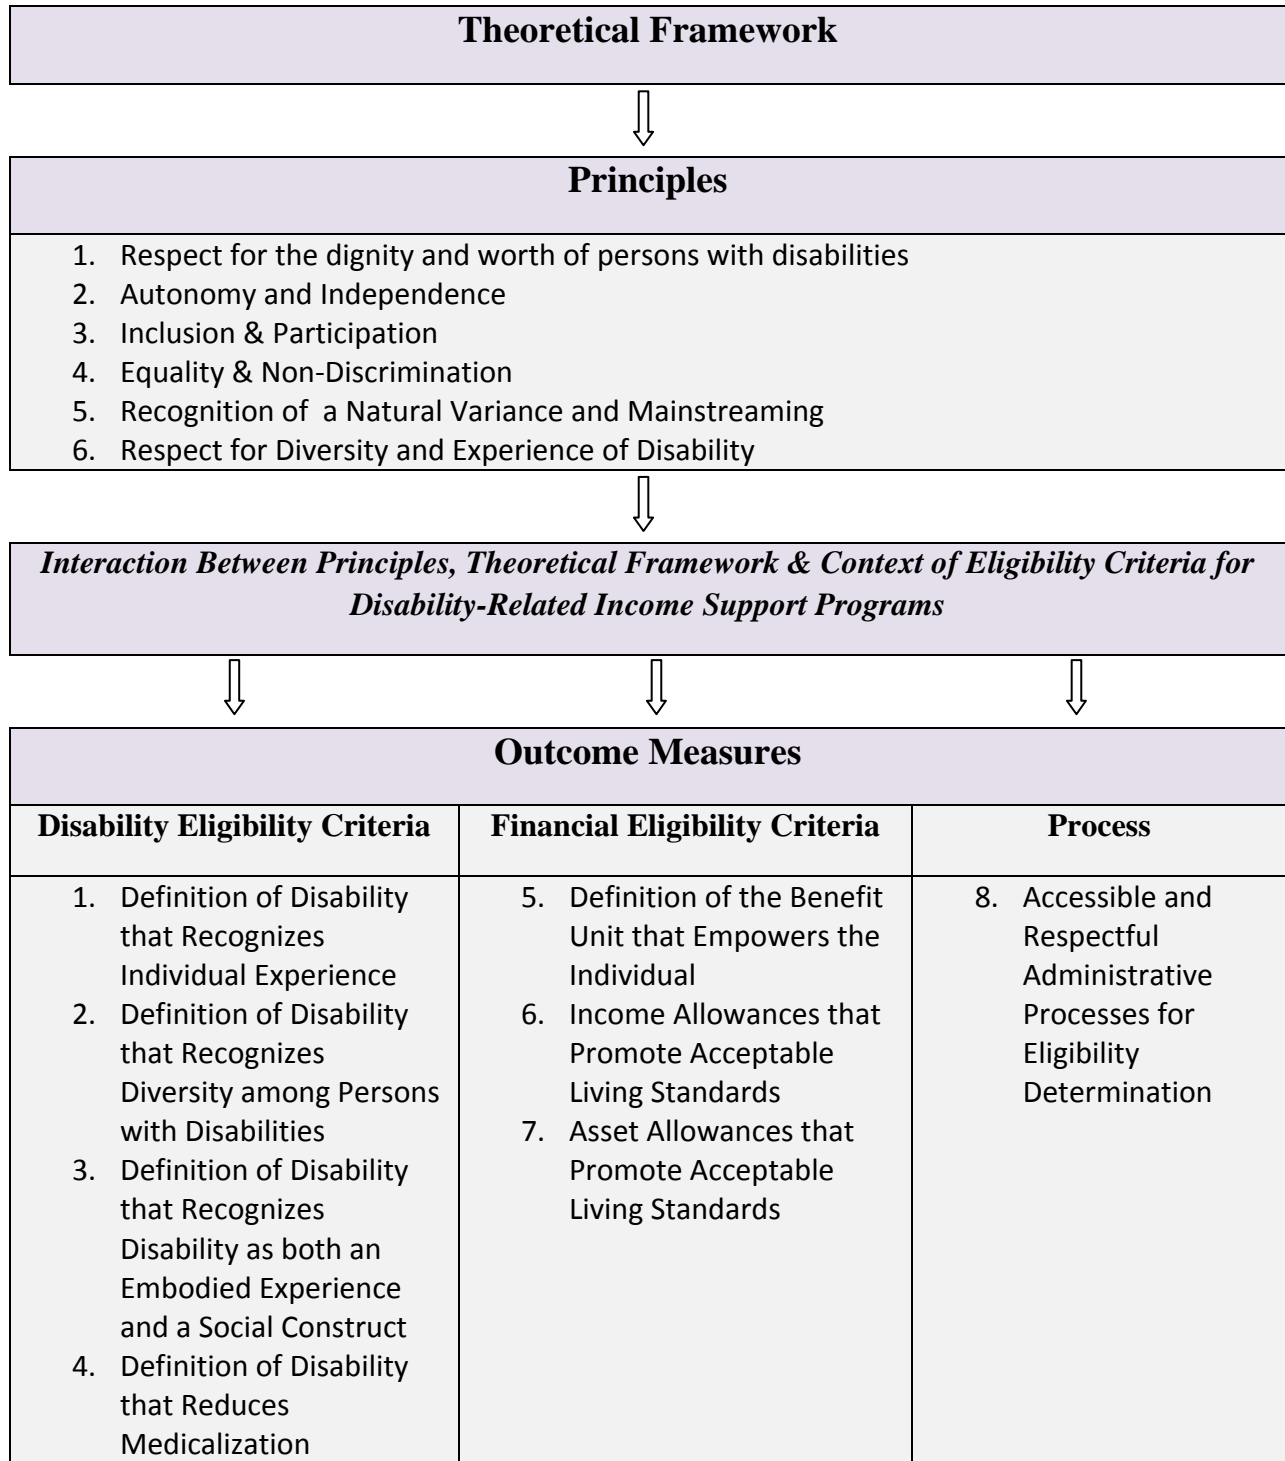 Theoretical Framework
Principles
1. Respect for the dignity and worth of persons with disabilities
2. Autonomy and Independence
3. Inclusion & Participation
4. Equality & Non-Discrimination
5. Recognition of a Natural Variance and Mainstreaming
6. Respect for Diversity and Experience of Disability
Interaction Between Principles, Theoretical Framework & Context of Eligibility Criteria for
Disability-Related Income Support Programs
Outcome Measures
Disability Eligibility Criteria
1. Definition of Disability
that Recognizes
Individual Experience
2. Definition of Disability
that Recognizes
Diversity among Persons
with Disabilities
3. Definition of Disability
that Recognizes
Disability as both an
Embodied Experience
and a Social Construct
4. Definition of Disability
that Reduces
Medicalization
Financial Eligibility Criteria
5. Definition of the Benefit
Unit that Empowers the
Individual
6. Income Allowances that
Promote Acceptable
Living Standards
7. Asset Allowances that
Promote Acceptable
Living Standards
Process
8. Accessible and
Respectful
Administrative
Processes for
Eligibility
Determination